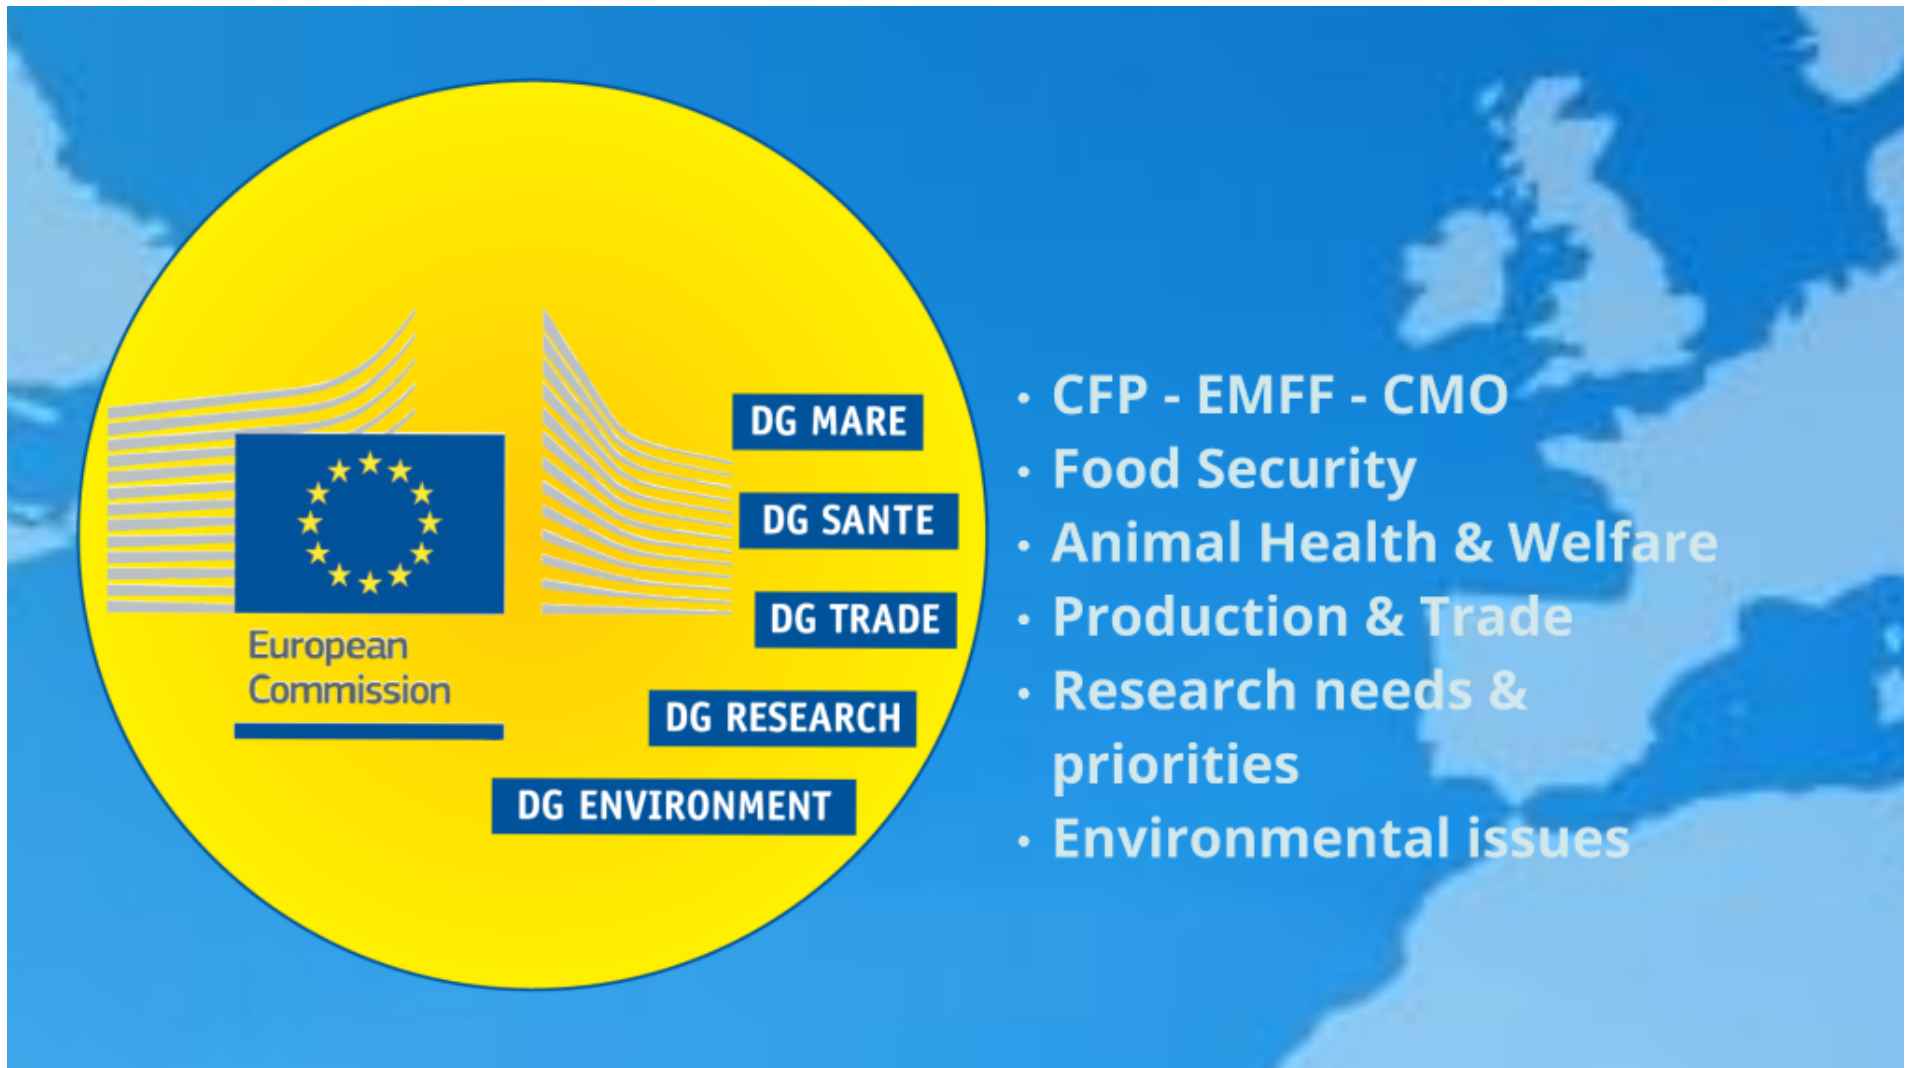 European
Commission
DG MARE
DG SANTE
DG TRADE
DG RESEARCH
DG ENVIRONMENT
• CFP - EMFF - CMO
• Food Security
• Animal Health & Welfare
• Production & Trade
• Research needs &
priorities
• Environmental issues